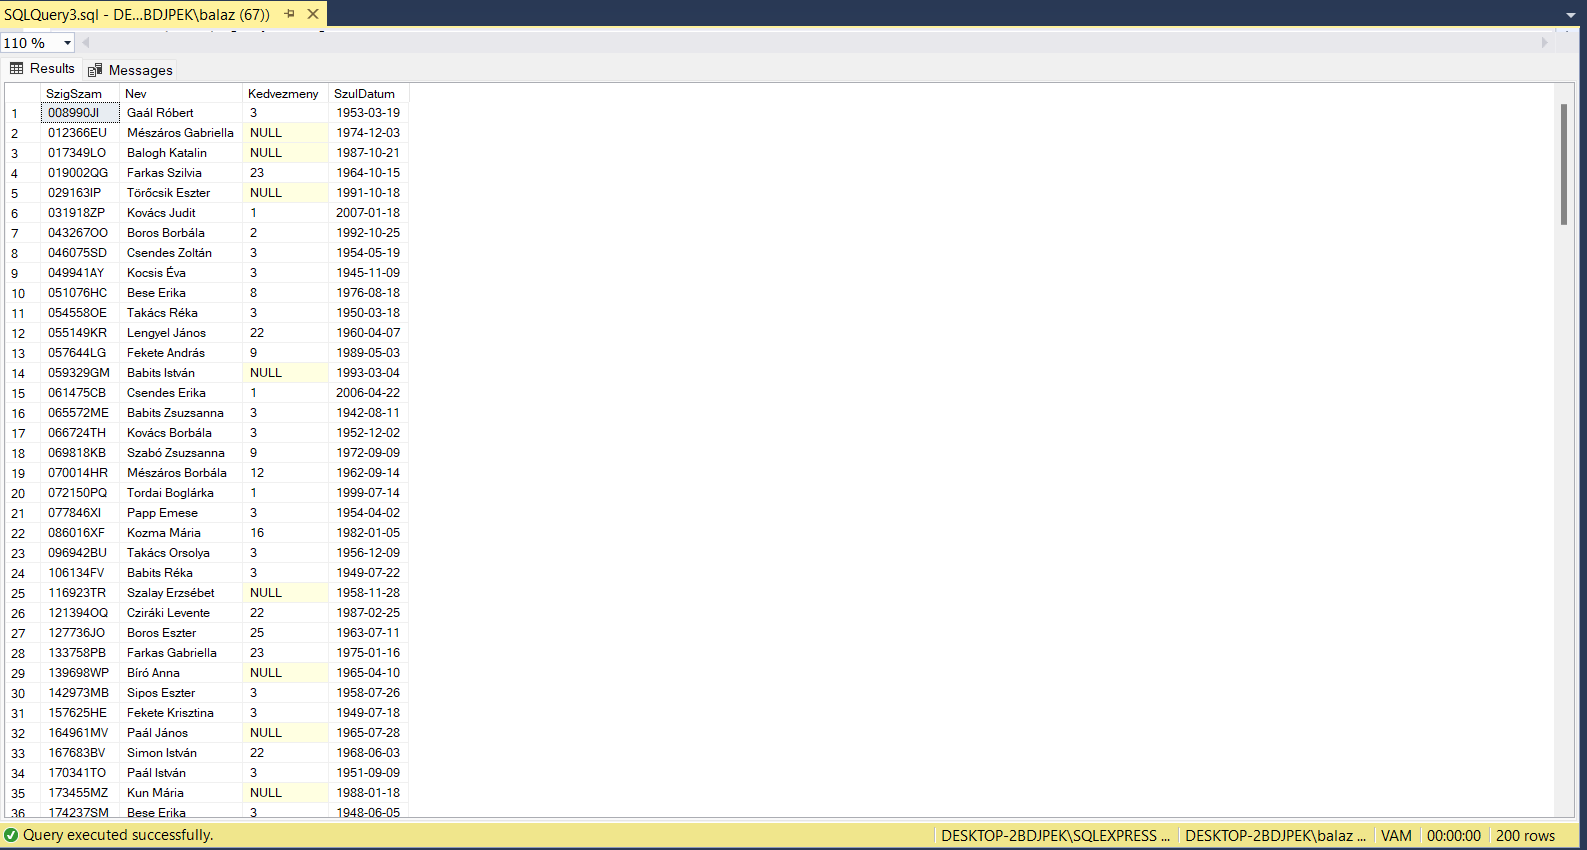 SQLQuery3.sql - DE...BDJPEK\balaz (67))
110 %
Results Messages
SzigSzam Nev Kedvezmeny SzulDatum
1 008990JI Gaál Róbert 3 1953-03-19
2 012366EU Mészáros Gabriella NULL 1974-12-03
3 017349LO Balogh Katalin NULL 1987-10-21
4 019002QG Farkas Szilvia 23 1964-10-15
5 029163IP Törőcsik Eszter NULL 1991-10-18
6 031918ZP Kovács Judit 1 2007-01-18
7 043267OO Boros Borbála 2 1992-10-25
8 046075SD Csendes Zoltán 3 1954-05-19
9 049941AY Kocsis Éva 3 1945-11-09
10 051076HC Bese Erika 8 1976-08-18
11 054558OE Takács Réka 3 1950-03-18
12 055149KR Lengyel János 22 1960-04-07
13 057644LG Fekete András 9 1989-05-03
14 059329GM Babits István NULL 1993-03-04
15 061475CB Csendes Erika 1 2006-04-22
16 065572ME Babits Zsuzsanna 3 1942-08-11
17 066724TH Kovács Borbála 3 1952-12-02
18 069818KB Szabó Zsuzsanna 9 1972-09-09
19 070014HR Mészáros Borbála 12 1962-09-14
20 072150PQ Tordai Boglárka 1 1999-07-14
21 077846XI Papp Emese 3 1954-04-02
22 086016XF Kozma Mária 16 1982-01-05
23 096942BU Takács Orsolya 3 1956-12-09
24 106134FV Babits Réka 3 1949-07-22
25 116923TR Szalay Erzsébet NULL 1958-11-28
26 121394OQ Cziráki Levente 22 1987-02-25
27 127736JO Boros Eszter 25 1963-07-11
28 133758PB Farkas Gabriella 23 1975-01-16
29 139698WP Bíró Anna NULL 1965-04-10
30 142973MB Sipos Eszter 3 1958-07-26
31 157625HE Fekete Krisztina 3 1949-07-18
32 164961MV Paál János NULL 1965-07-28
33 167683BV Simon István 22 1968-06-03
34 170341TO Paál István 3 1951-09-09
35 173455MZ Kun Mária NULL 1988-01-18
36 174237SM Bese Erika 3 1948-06-05
Query executed successfully. DESKTOP-2BDJPEK\SQLEXPRESS ... DESKTOP-2BDJPEK\balaz ... VAM 00:00:00 200 rows